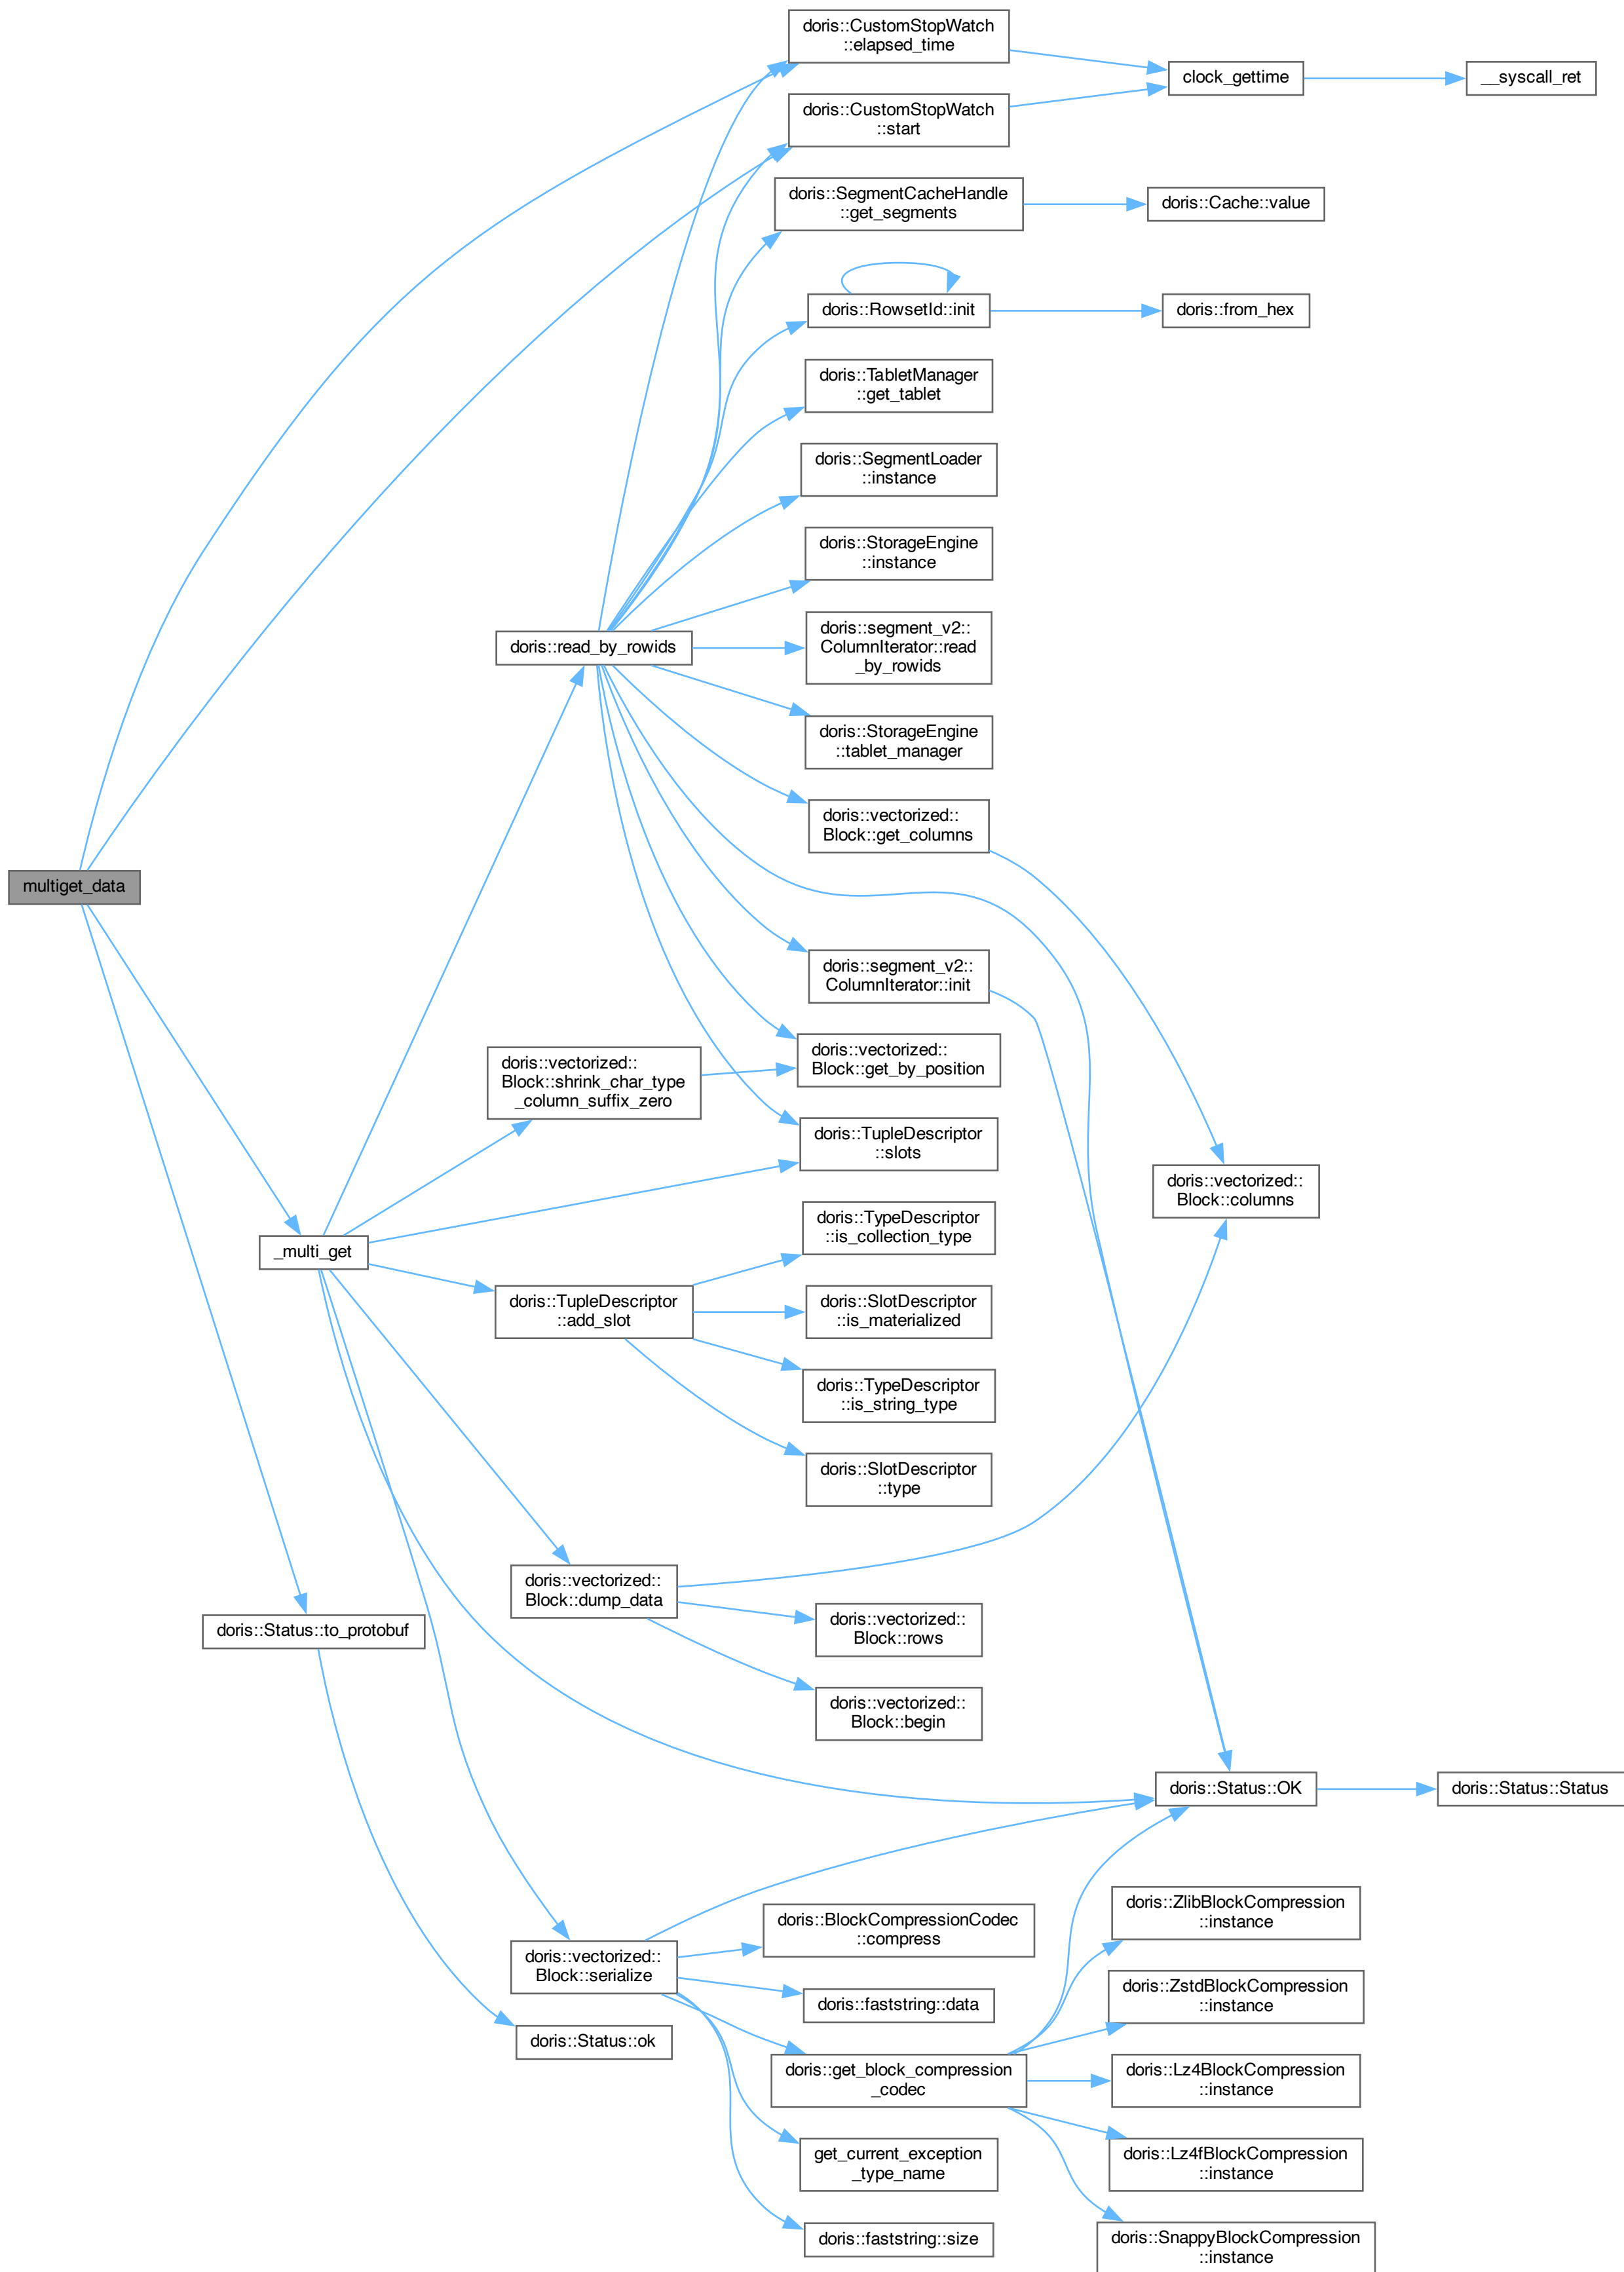 doris::CustomStopWatch
::elapsed_time
clock_gettime
__syscall_ret
doris::CustomStopWatch
::start
doris::SegmentCacheHandle
::get_segments
doris::Cache::value
doris::RowsetId::init
doris::from_hex
doris::TabletManager
::get_tablet
doris::SegmentLoader
::instance
doris::StorageEngine
::instance
doris::read_by_rowids
doris::segment_v2::
ColumnIterator::read
_by_rowids
doris::StorageEngine
::tablet_manager
doris::vectorized::
Block::get_columns
multiget_data
doris::segment_v2::
ColumnIterator::init
doris::vectorized::
Block::shrink_char_type
_column_suffix_zero
doris::vectorized::
Block::get_by_position
doris::TupleDescriptor
::slots
doris::vectorized::
Block::columns
_multi_get
doris::TypeDescriptor
::is_collection_type
doris::TupleDescriptor
::add_slot
doris::SlotDescriptor
::is_materialized
doris::TypeDescriptor
::is_string_type
doris::SlotDescriptor
::type
doris::vectorized::
Block::dump_data
doris::vectorized::
Block::rows
doris::Status::to_protobuf
doris::vectorized::
Block::begin
doris::Status::OK
doris::Status::Status
doris::ZlibBlockCompression
::instance
doris::BlockCompressionCodec
::compress
doris::vectorized::
Block::serialize
doris::faststring::data
doris::ZstdBlockCompression
::instance
doris::Status::ok
doris::get_block_compression
_codec
doris::Lz4BlockCompression
::instance
get_current_exception
_type_name
doris::Lz4fBlockCompression
::instance
doris::faststring::size
doris::SnappyBlockCompression
::instance